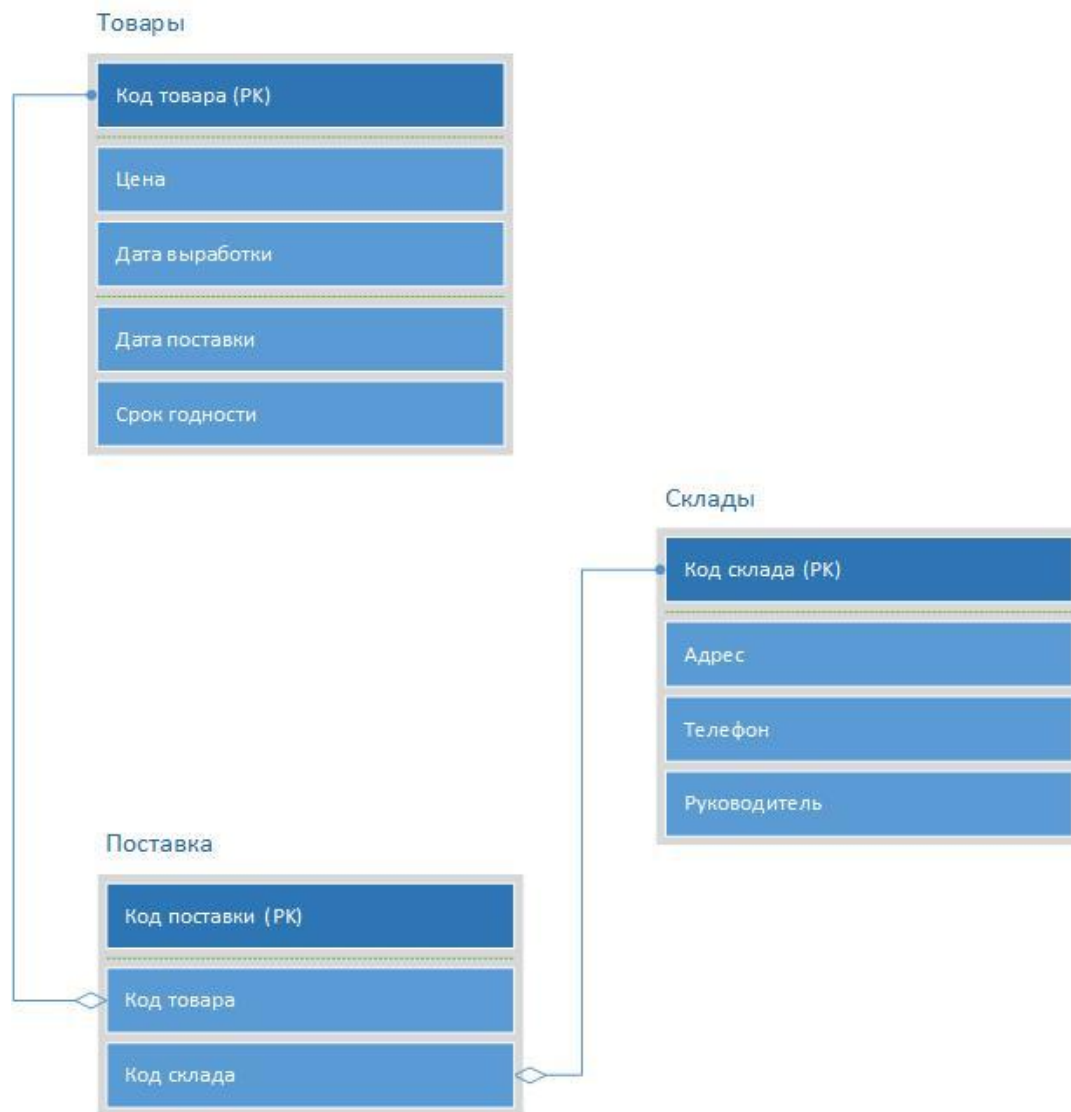 Товары
Код товара (PK)
Цена
Дата выработки
Дата поставки
Срок годности
Склады
Код склада (PK)
Адрес
Телефон
Руководитель
Поставка
Код поставки (PK)
Код товара
Код склада